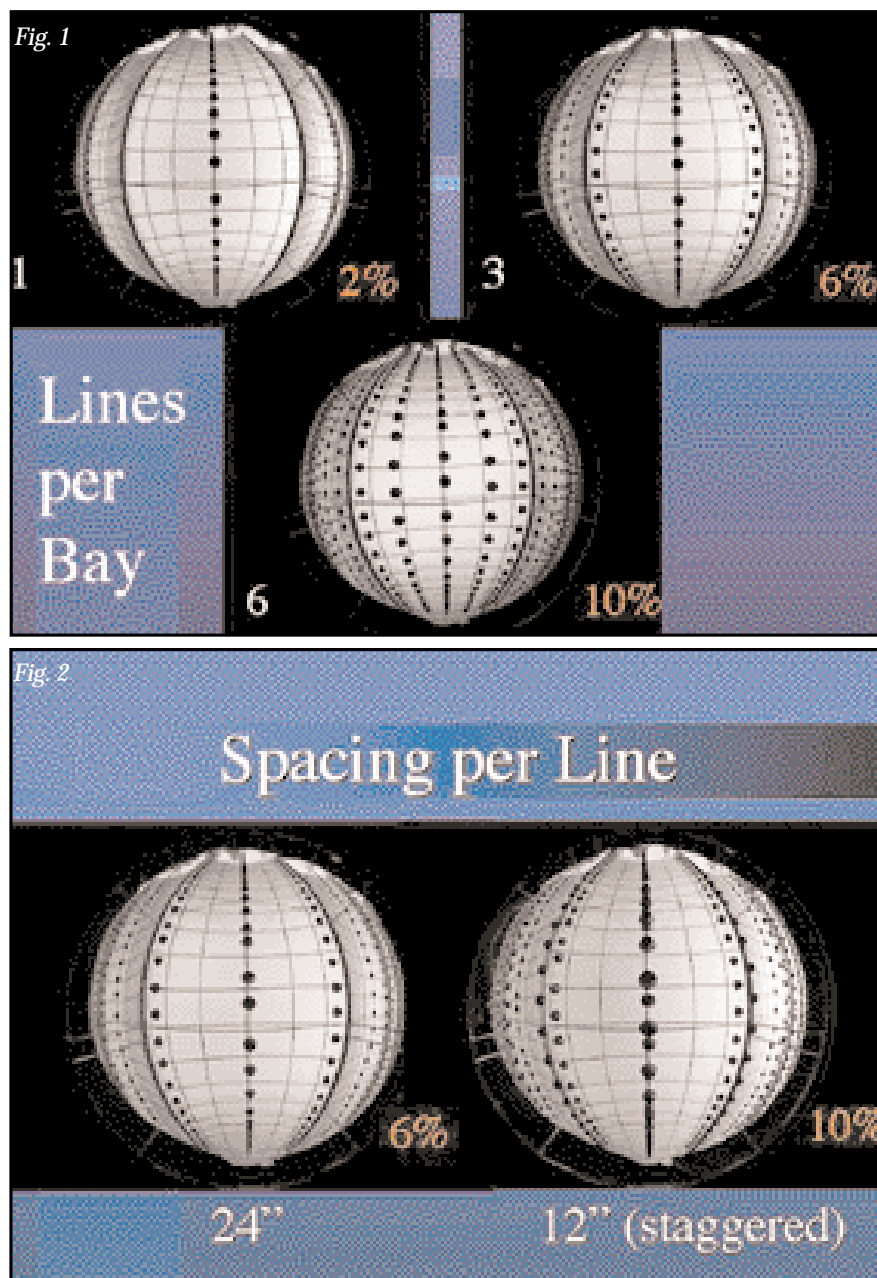 Fig. 1
1
2%
3
6%
Lines
per
Bay
6
10%
Fig. 2
Spacing per Line
6%
10%
24”
12” (staggered)